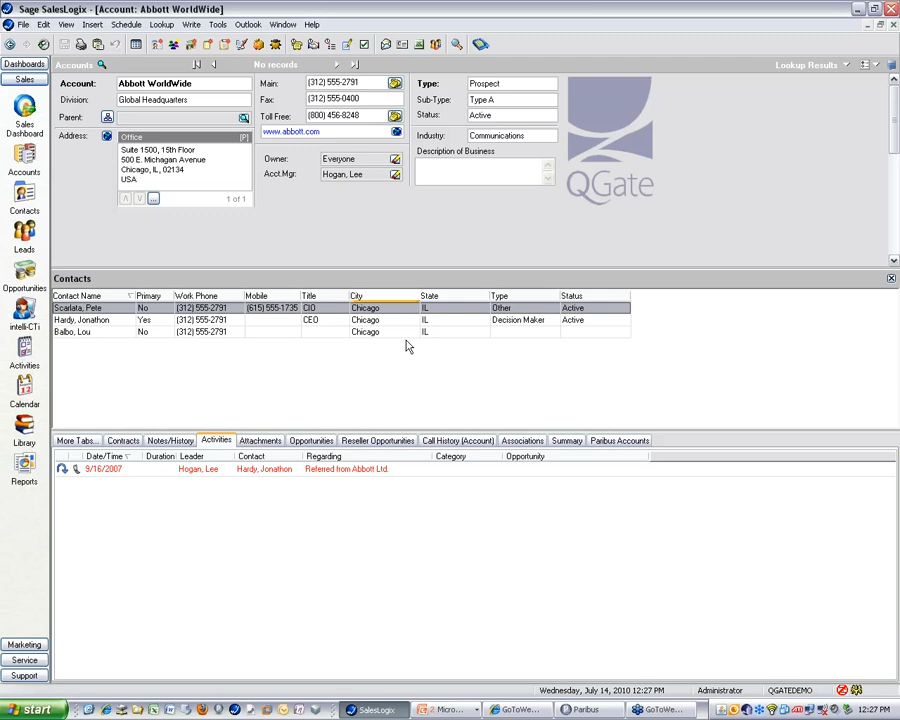 Sage SalesLogix - [Account: Abbott WorldWide]
File Edit View Insert Schedule Lookup Write Tools Outlook Window Help
Dashboards
Sales
Sales Dashboard
Accounts
Contacts
Leads
Opportunities
intelli-CTi
Activities
Calendar
Library
Reports
Marketing
Service
Support
Accounts No records Lookup Results
Account: Abbott WorldWide
Division: Global Headquarters
Parent:
Address: Office [P]
Suite 1500, 15th Floor
500 E. Michagan Avenue
Chicago, IL, 02134
USA
... 1 of 1
Main: (312) 555-2791
Fax: (312) 555-0400
Toll Free: (800) 456-8248
www.abbott.com
Owner: Everyone
Acct.Mgr: Hogan, Lee
Type: Prospect
Sub-Type: Type A
Status: Active
Industry: Communications
Description of Business
QGate
Contacts
Contact Name Primary Work Phone Mobile Title City State Type Status
Scarlata, Pete No (312) 555-2791 (615) 555-1735 CIO Chicago IL Other Active
Hardy, Jonathon Yes (312) 555-2791 CEO Chicago IL Decision Maker Active
Balbo, Lou No (312) 555-2791 Chicago IL
More Tabs... Contracts Notes/History Activities Attachments Opportunities Reseller Opportunities Call History (Account) Associations Summary Paribus Accounts
Date/Time Duration Leader Contact Regarding Category Opportunity
9/16/2007 Hogan, Lee Hardy, Jonathon Referred from Abbott Ltd.
Wednesday, July 14, 2010 12:27 PM Administrator QGATEDEMO
start SalesLogix 2 Micro... GoToWe... Paribus GoToWe... 12:27 PM